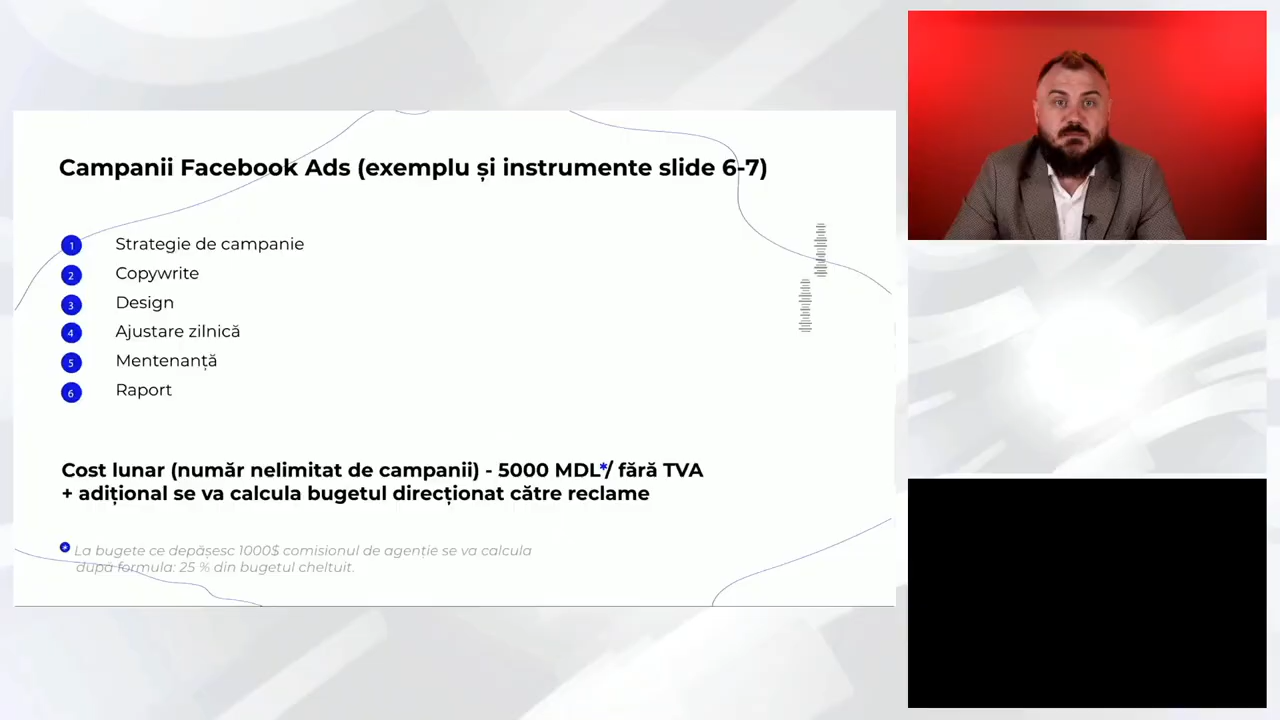 Campanii Facebook Ads (exemplu și instrumente slide 6-7)
1 Strategie de campanie
2 Copywrite
3 Design
4 Ajustare zilnică
5 Mentenanță
6 Raport
Cost lunar (număr nelimitat de campanii) - 5000 MDL*/ fără TVA
+ adițional se va calcula bugetul direcționat către reclame
* La bugete ce depășesc 1000$ comisionul de agenție se va calcula
după formula: 25 % din bugetul cheltuit.